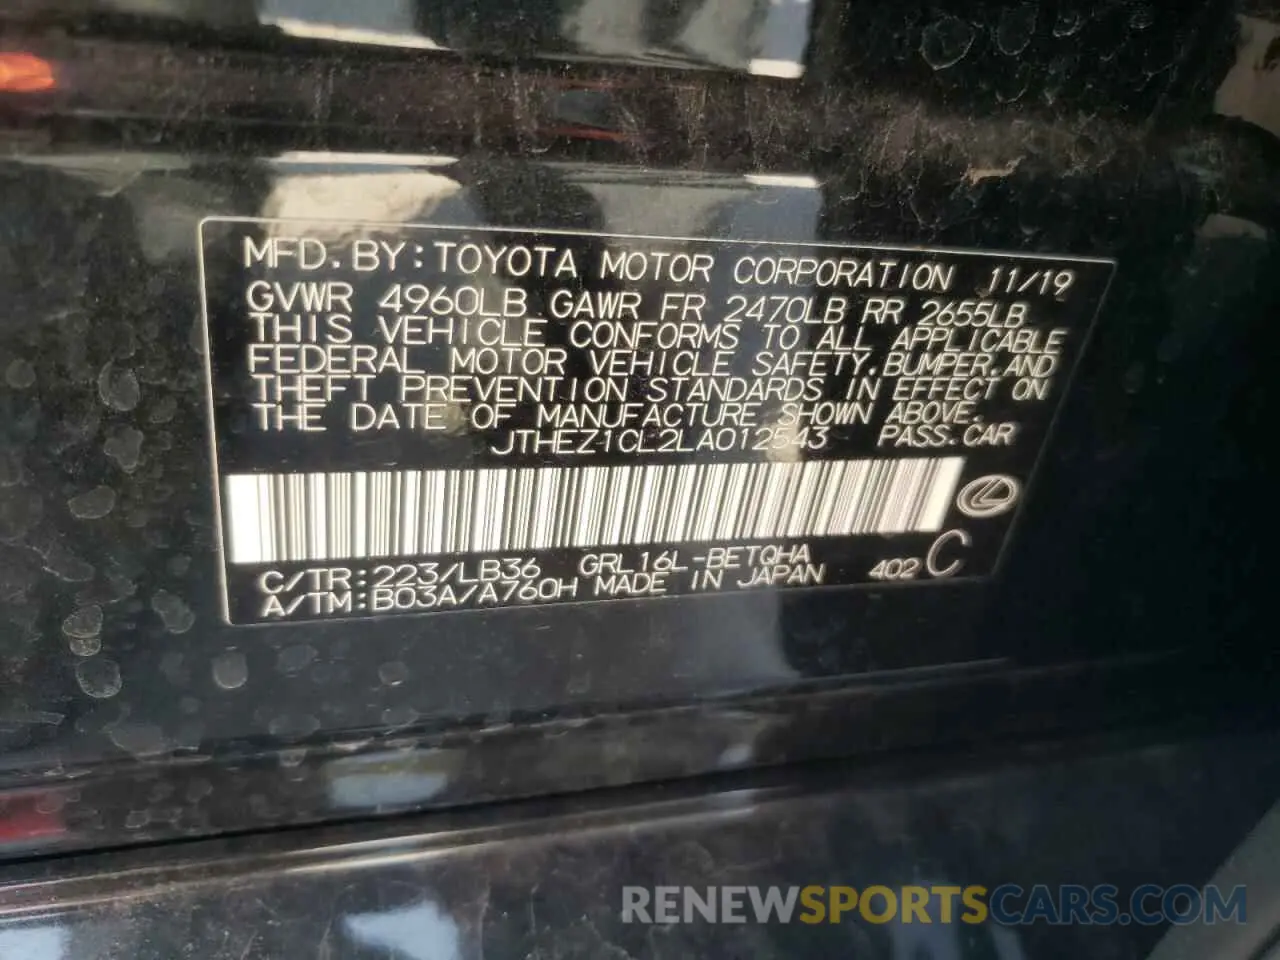 MFD.BY:TOYOTA MOTOR CORPORATION 11/19
GVWR 4960LB GAWR FR 2470LB RR 2655LB
THIS VEHICLE CONFORMS TO ALL APPLICABLE
FEDERAL MOTOR VEHICLE SAFETY,BUMPER,AND
THEFT PREVENTION STANDARDS IN EFFECT ON
THE DATE OF MANUFACTURE SHOWN ABOVE.
JTHEZ1CL2LA012543 PASS.CAR
C/TR:223/LB36 GRL16L-BETQHA
A/TM:B03A/A760H MADE IN JAPAN 402 C
RENEWSPORTSCARS.COM